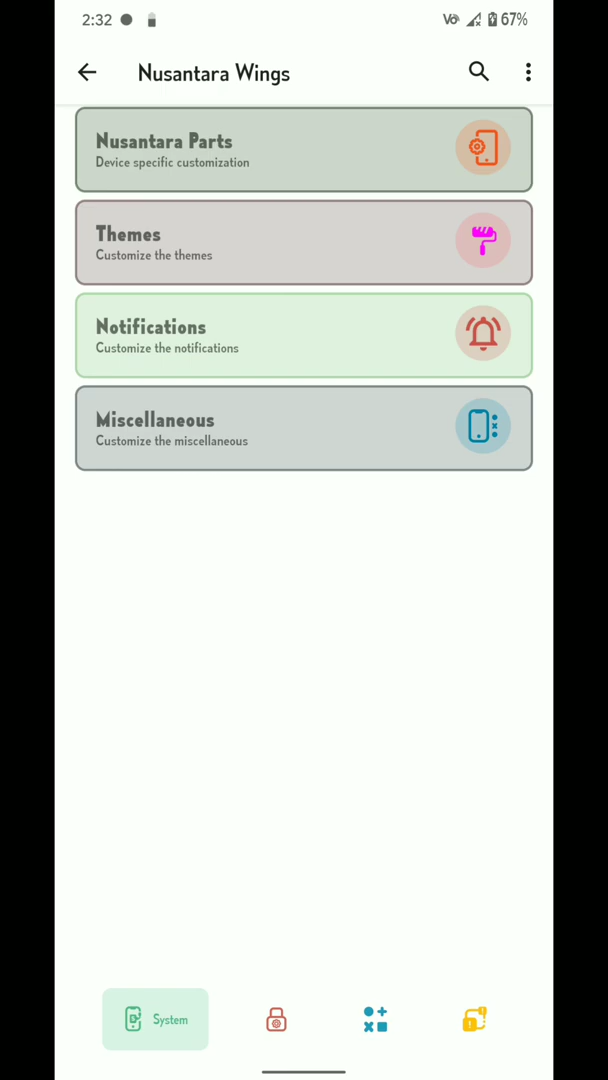 2:32
Vo 67%
Nusantara Wings
Nusantara Parts
Device specific customization
Themes
Customize the themes
Notifications
Customize the notifications
Miscellaneous
Customize the miscellaneous
System